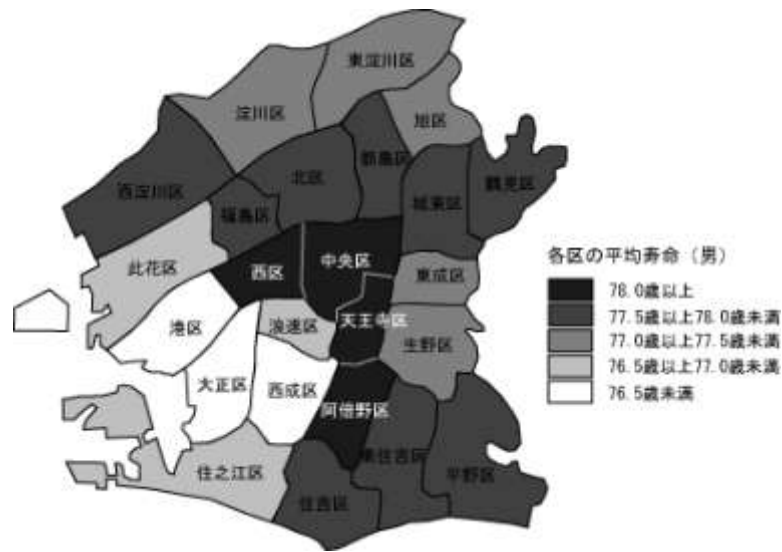 東淀川区
淀川区
旭区
都島区
北区
鶴見区
西淀川区
城東区
福島区
中央区
此花区
西区
東成区
天王寺区
浪速区
港区
生野区
大正区
西成区
阿倍野区
東住吉区
平野区
住之江区
住吉区
各区の平均寿命（男）
78.0歳以上
77.5歳以上78.0歳未満
77.0歳以上77.5歳未満
76.5歳以上77.0歳未満
76.5歳未満